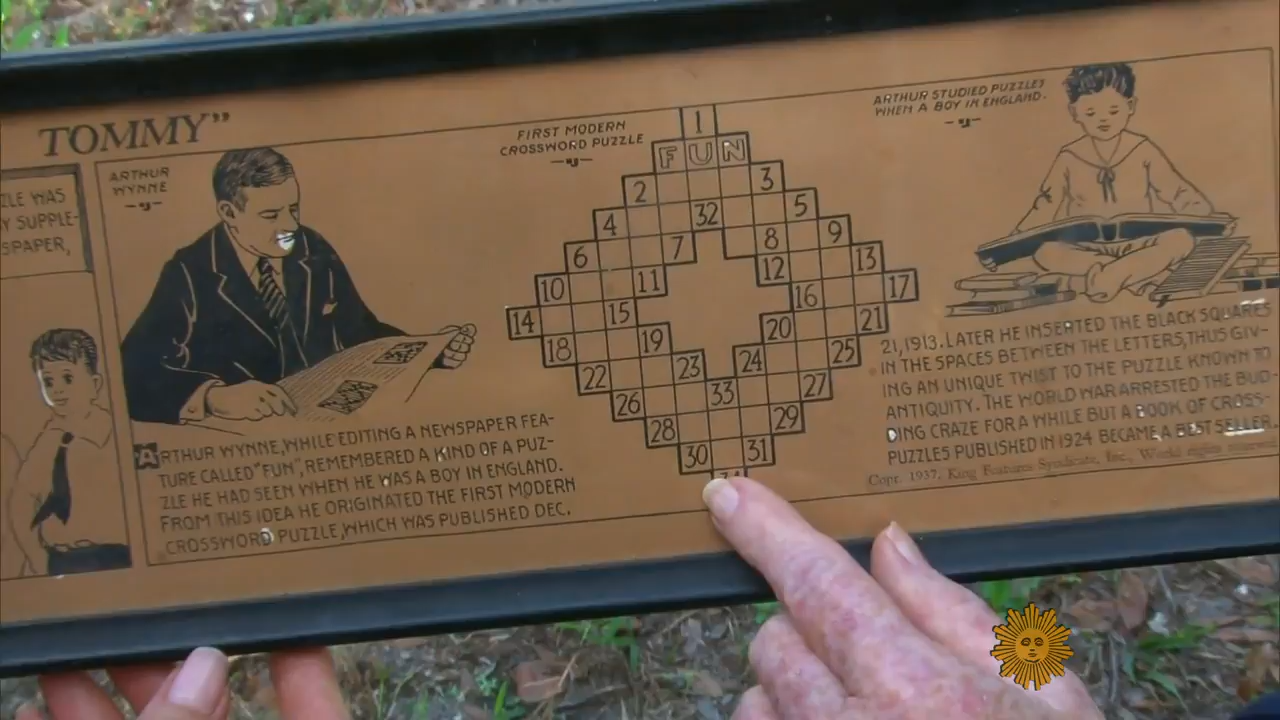 TOMMY"
ZLE WAS
Y SUPPLE-
SPAPER,
ARTHUR
WYNNE
ARTHUR WYNNE, WHILE EDITING A NEWSPAPER FEA-
TURE CALLED "FUN", REMEMBERED A KIND OF A PUZ-
ZLE HE HAD SEEN WHEN HE WAS A BOY IN ENGLAND.
FROM THIS IDEA HE ORIGINATED THE FIRST MODERN
CROSSWORD PUZZLE, WHICH WAS PUBLISHED DEC.
FIRST MODERN
CROSSWORD PUZZLE
1
FUN
2 3
4 32 5
6 7 8 9
10 11 12 13
14 15 16 17
18 19 20 21
22 23 24 25
26 33 27
28 29
30 31
ARTHUR STUDIED PUZZLES
WHEN A BOY IN ENGLAND.
21, 1913. LATER HE INSERTED THE BLACK SQUARES
IN THE SPACES BETWEEN THE LETTERS, THUS GIV-
ING AN UNIQUE TWIST TO THE PUZZLE KNOWN TO
ANTIQUITY. THE WORLD WAR ARRESTED THE BUD-
DING CRAZE FOR A WHILE BUT A BOOK OF CROSS-
PUZZLES PUBLISHED IN 1924 BECAME A BEST SELLER.
Copr. 1937, King Features Syndicate, Inc., World rights reserved